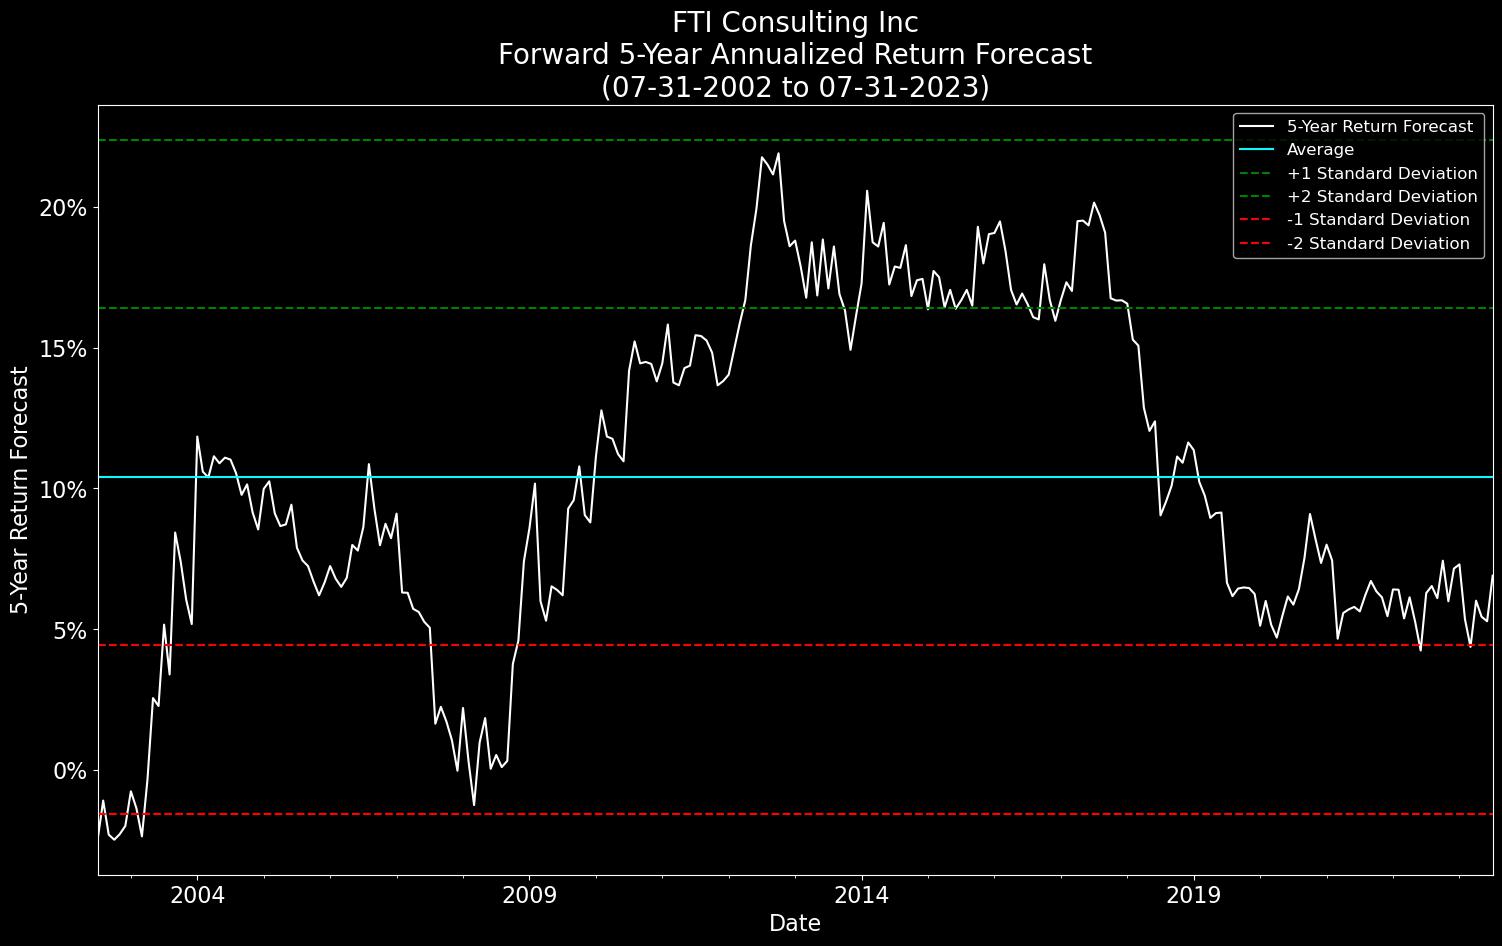 FTI Consulting Inc
Forward 5-Year Annualized Return Forecast
(07-31-2002 to 07-31-2023)
5-Year Return Forecast
Average
+1 Standard Deviation
+2 Standard Deviation
-1 Standard Deviation
-2 Standard Deviation
5-Year Return Forecast
20%
15%
10%
5%
0%
2004
2009
2014
2019
Date